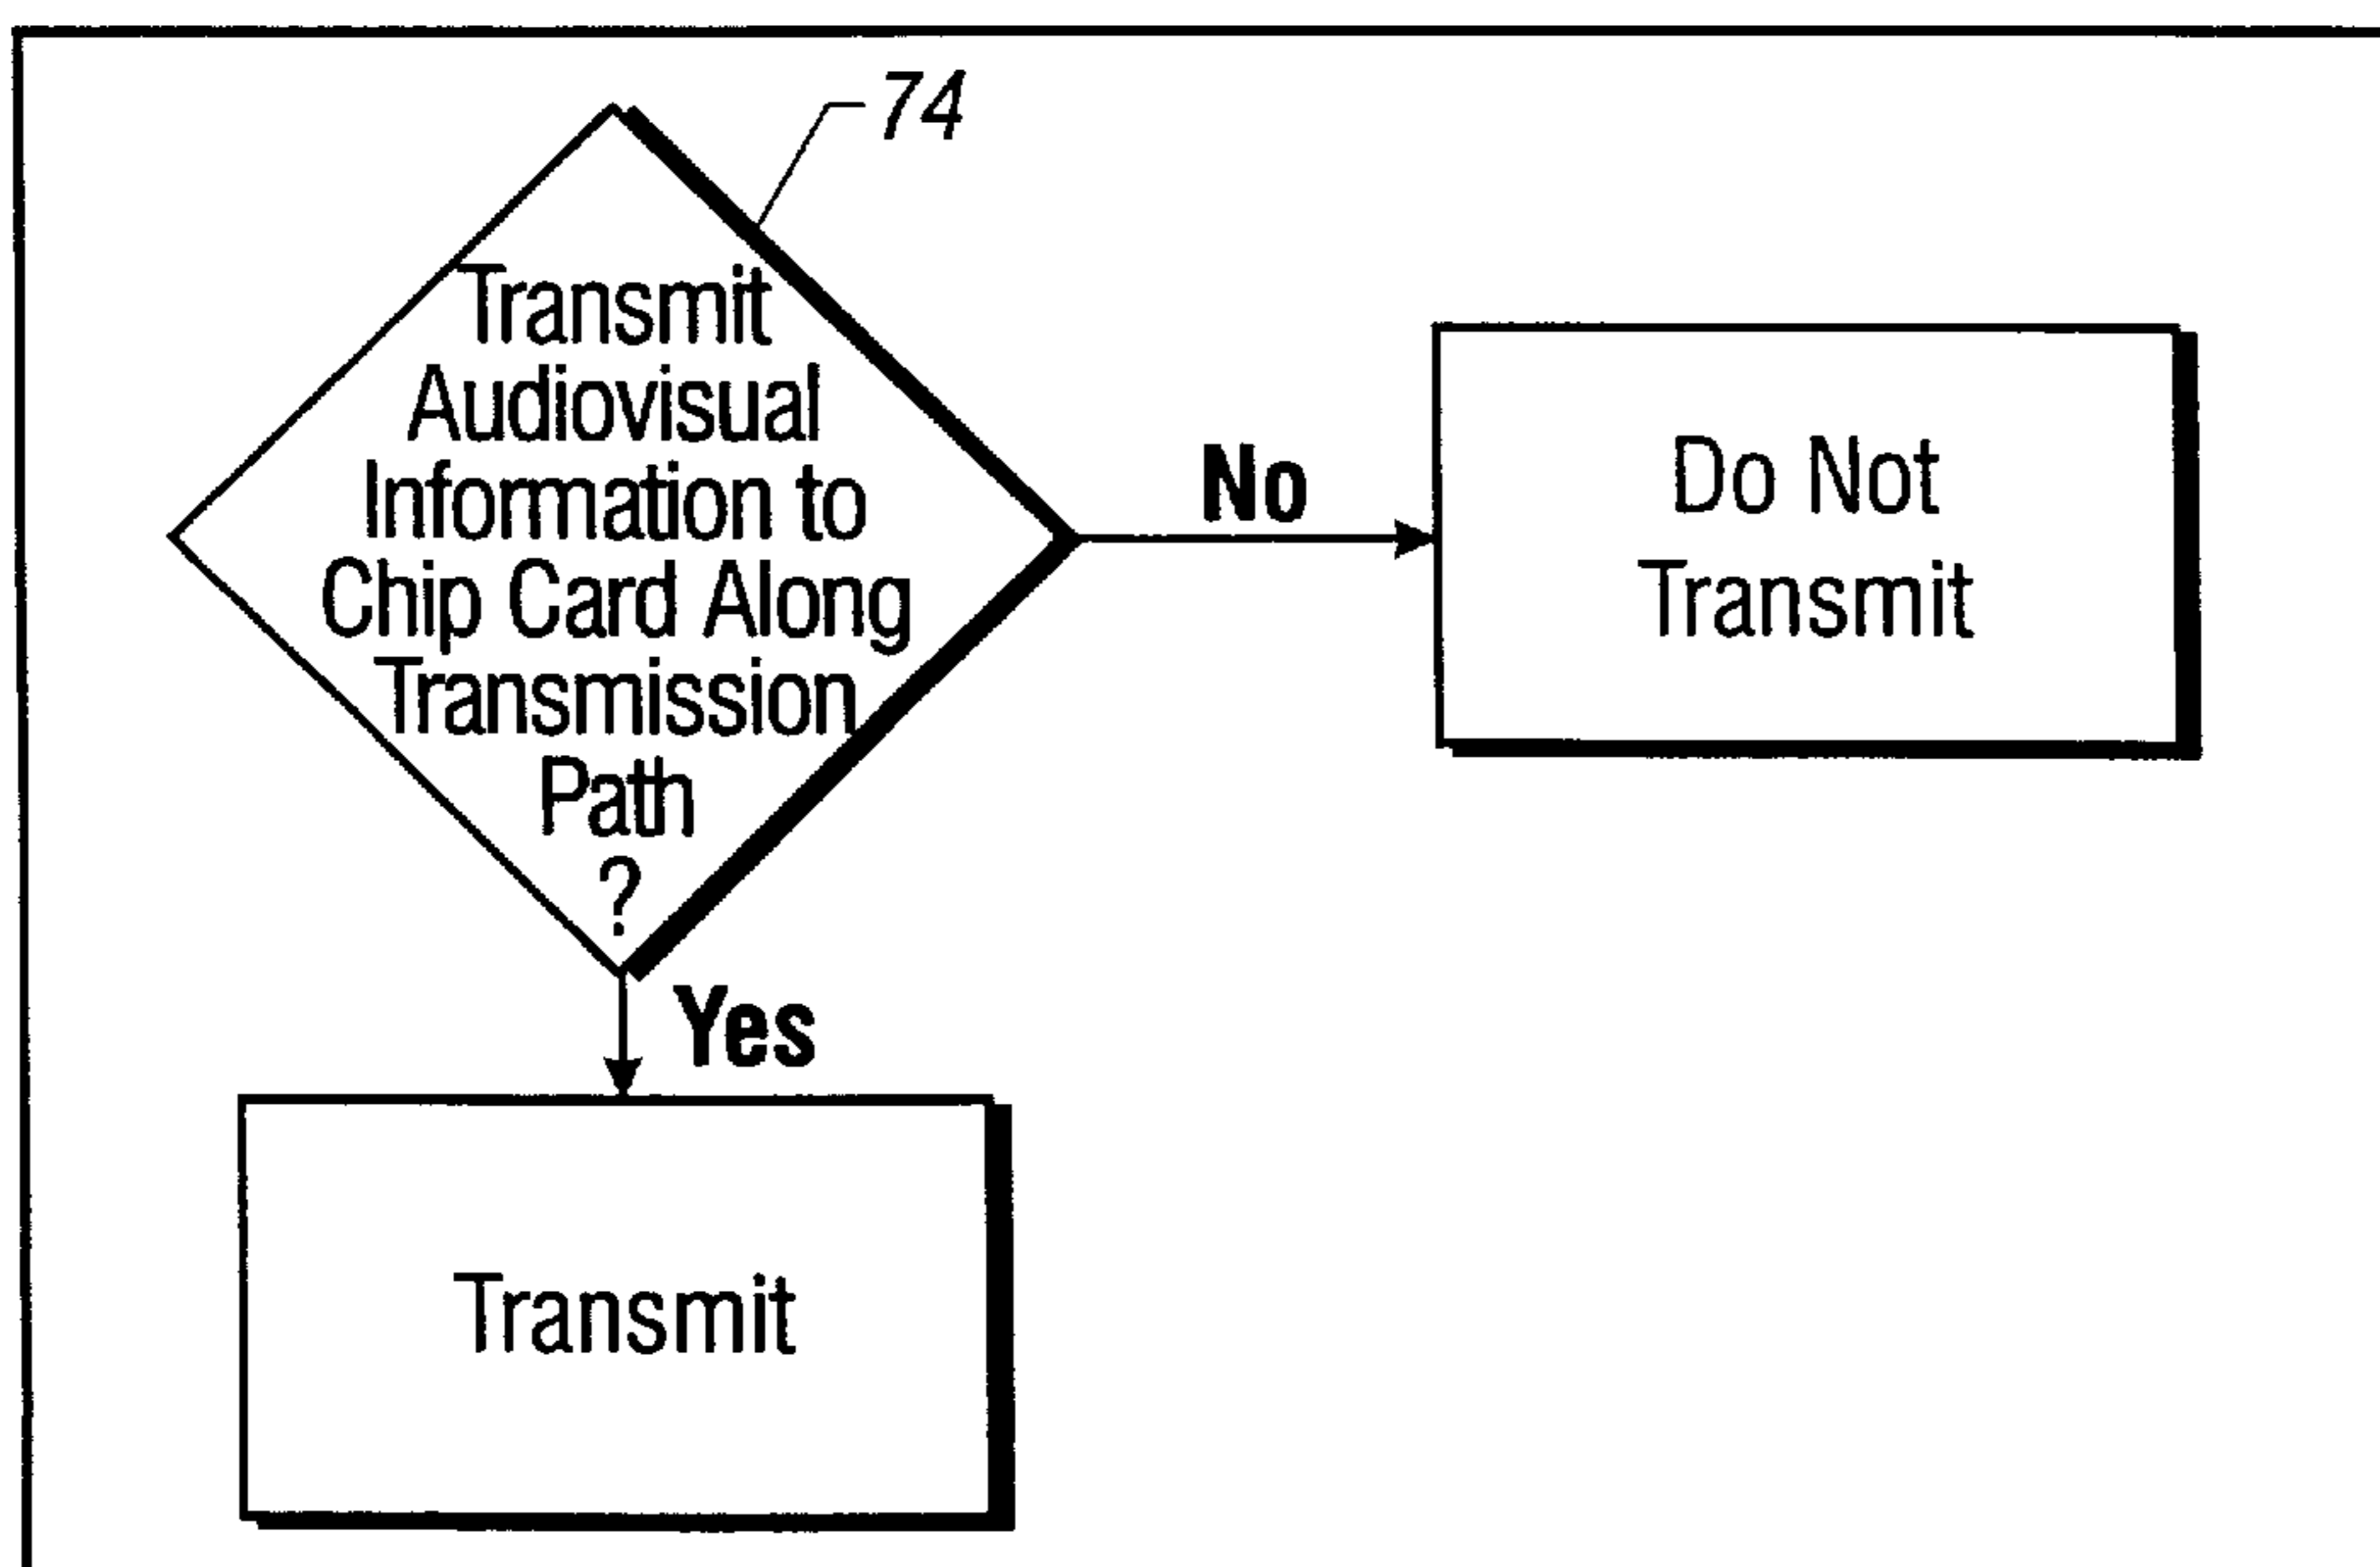 74
Transmit
Audiovisual
Information to
Chip Card Along
Transmission
Path
?
No
Do Not
Transmit
Yes
Transmit